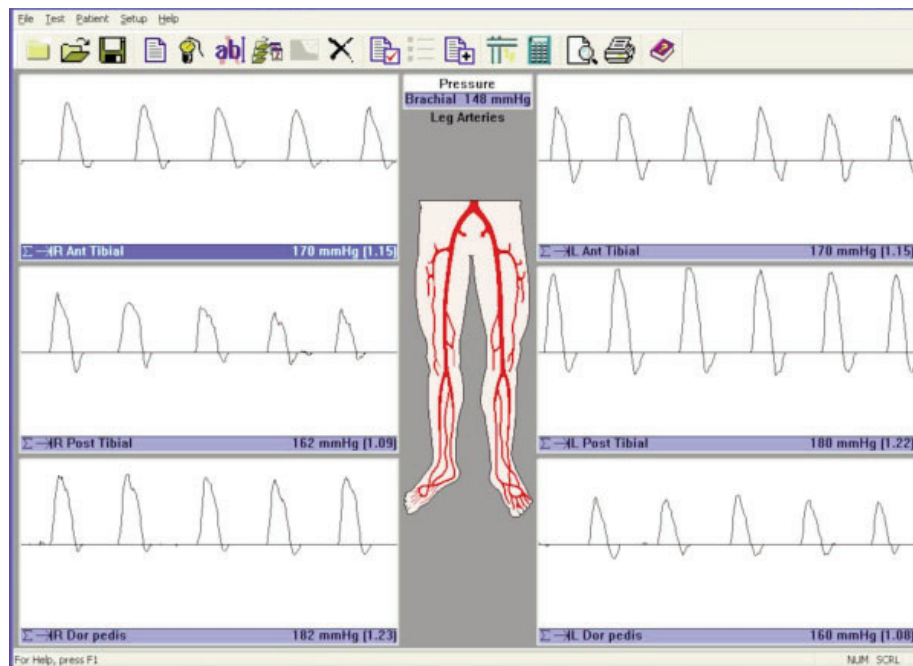 File Test Patient Setup Help
ab
Pressure
Brachial 148 mmHg
Leg Arteries
Σ R Ant Tibial 170 mmHg [1.15]
Σ L Ant Tibial 170 mmHg [1.15]
Σ R Post Tibial 162 mmHg [1.09]
Σ L Post Tibial 180 mmHg [1.22]
Σ R Dor pedis 182 mmHg [1.23]
Σ L Dor pedis 160 mmHg [1.08]
For Help, press F1 NUM SCRL